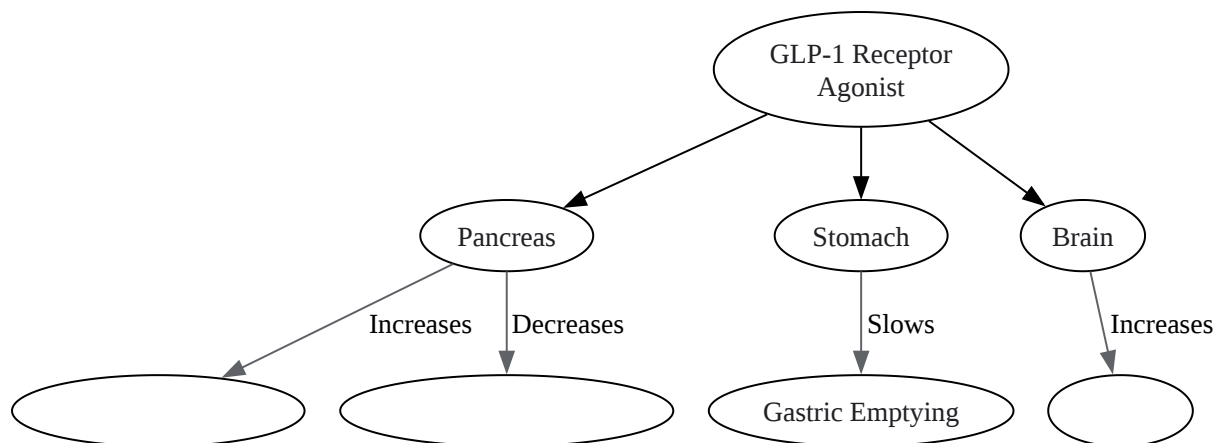 GLP-1 Receptor
Agonist
Pancreas
Stomach
Brain
Increases
Decreases
Slows
Increases
Gastric Emptying